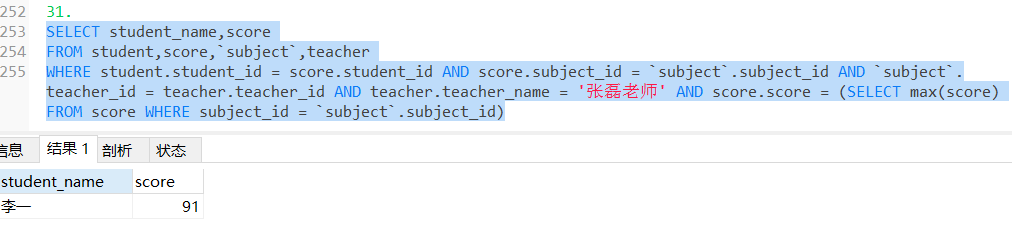 252 31.
253 SELECT student_name,score
254 FROM student,score,`subject`,teacher
255 WHERE student.student_id = score.student_id AND score.subject_id = `subject`.subject_id AND `subject`.
teacher_id = teacher.teacher_id AND teacher.teacher_name = '张磊老师' AND score.score = (SELECT max(score)
FROM score WHERE subject_id = `subject`.subject_id)
信息 结果 1 剖析 状态
student_name score
李一 91